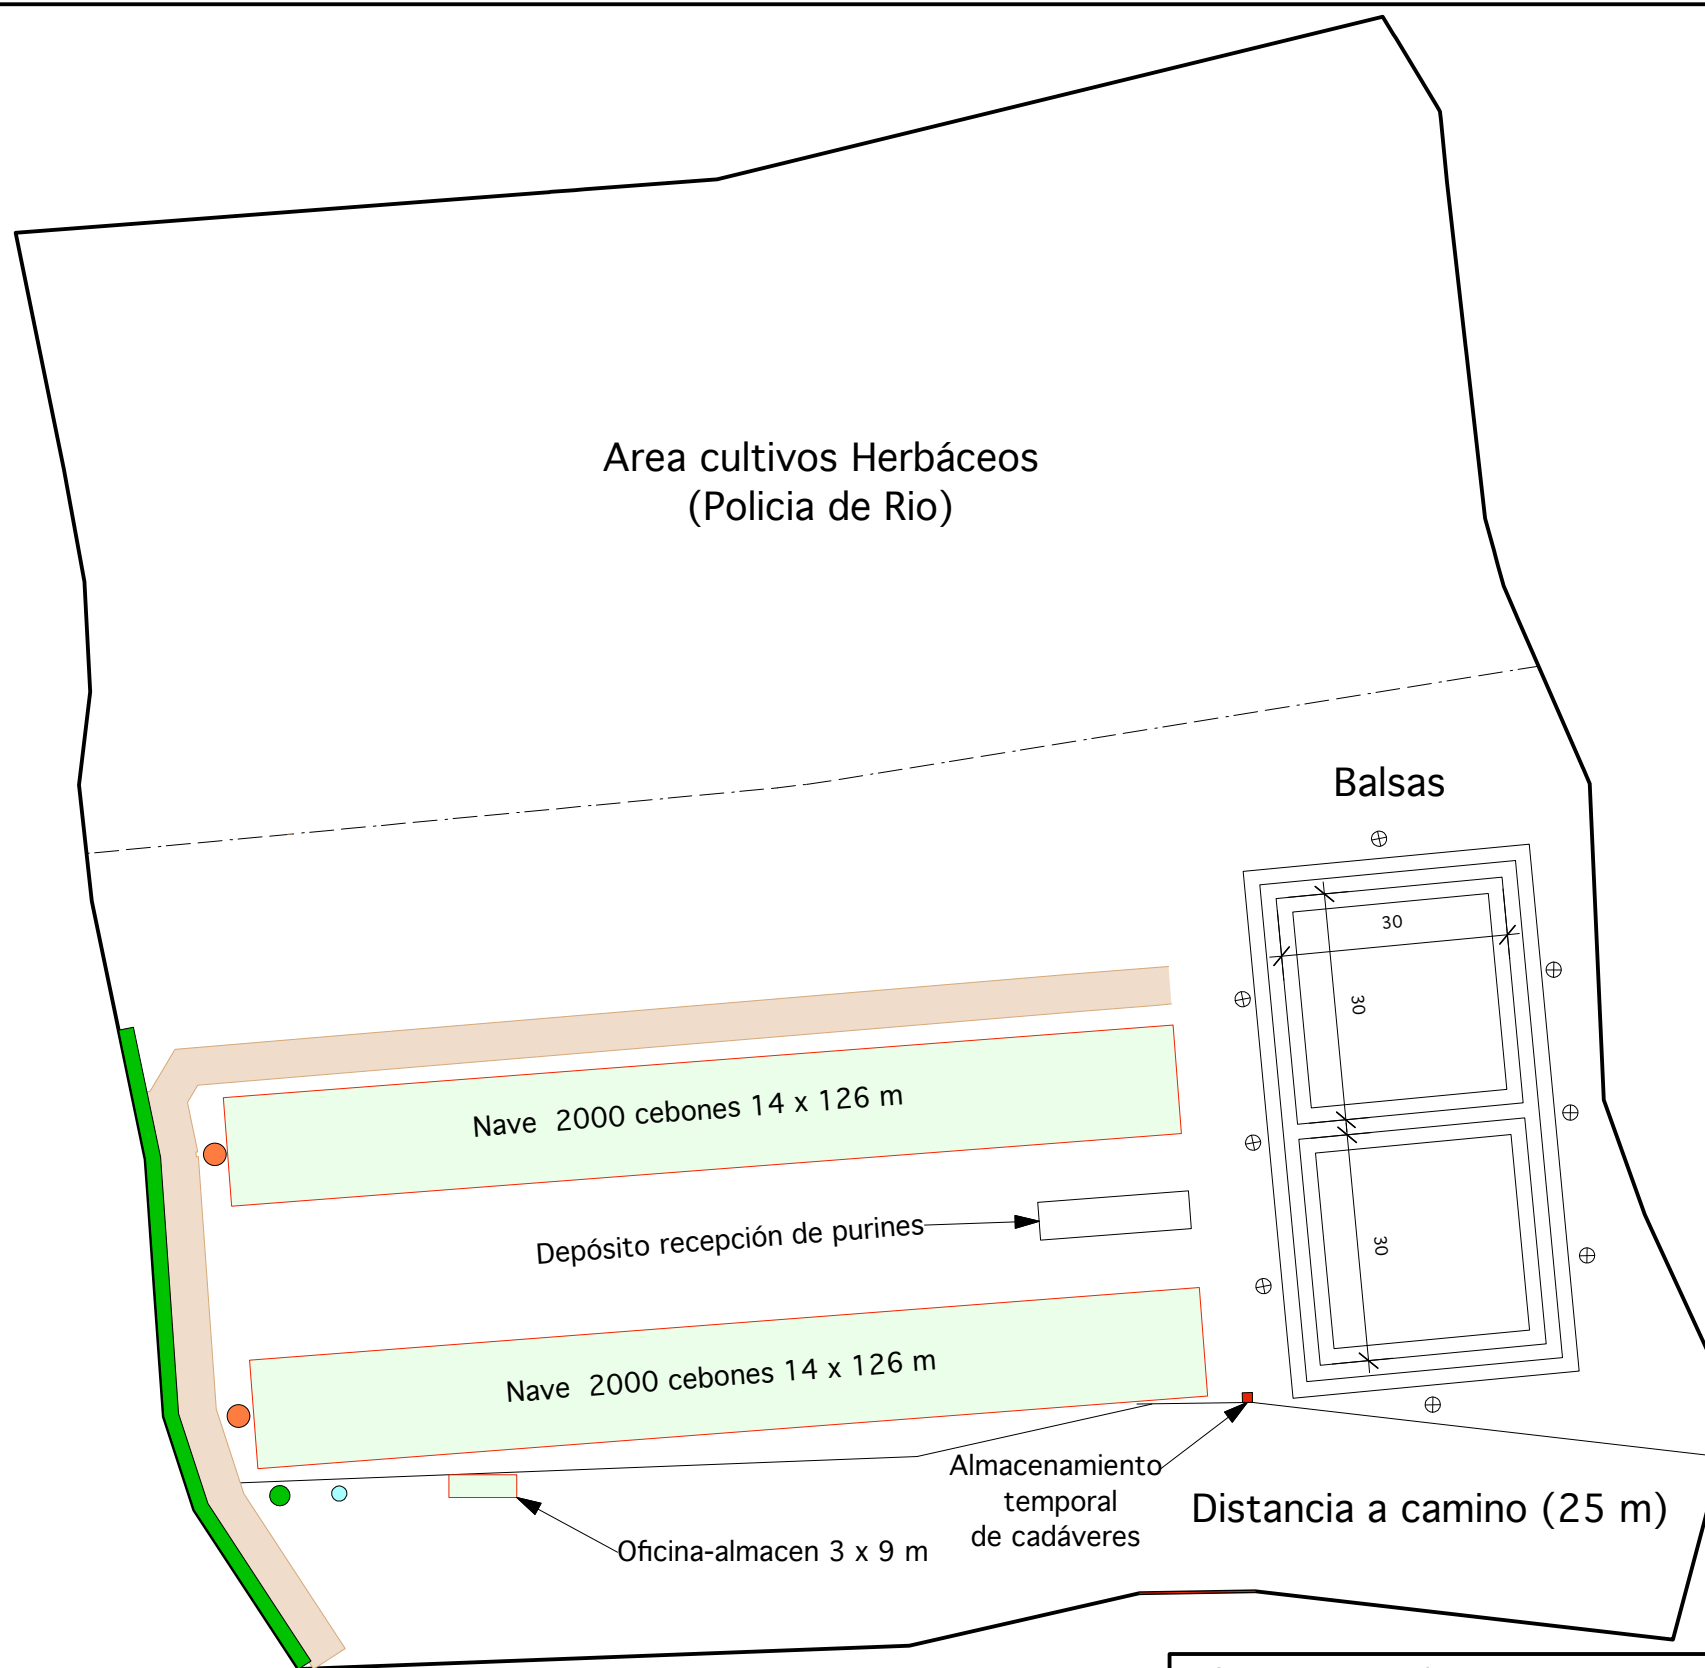 Area cultivos Herbáceos
(Policia de Rio)
Balsas
30
30
Nave  2000 cebones 14 x 126 m
Depósito recepción de purines
30
Nave  2000 cebones 14 x 126 m
Almacenamiento
temporal
de cadáveres
Distancia a camino (25 m)
Oficina-almacen 3 x 9 m